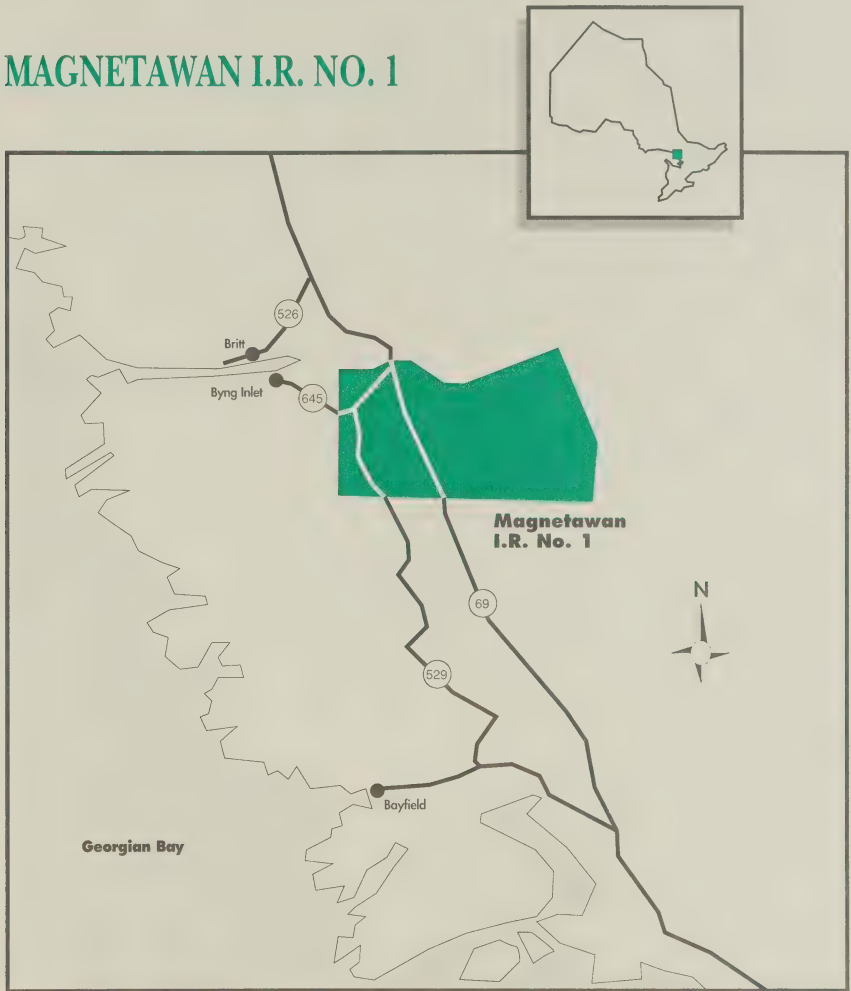 MAGNETAWAN I.R. NO. 1
526
Britt
Byng Inlet
645
Magnetawan
I.R. No. 1
N
69
529
Bayfield
Georgian Bay